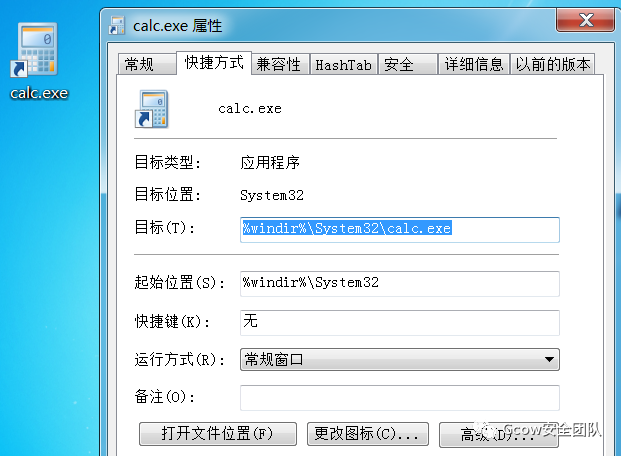 calc.exe
calc.exe 属性
常规 快捷方式 兼容性 HashTab 安全 详细信息 以前的版本
calc.exe
目标类型: 应用程序
目标位置: System32
目标(T): %windir%\System32\calc.exe
起始位置(S): %windir%\System32
快捷键(K): 无
运行方式(R): 常规窗口
备注(O):
打开文件位置(F) 更改图标(C)... 高级(D)...
Gcow安全团队